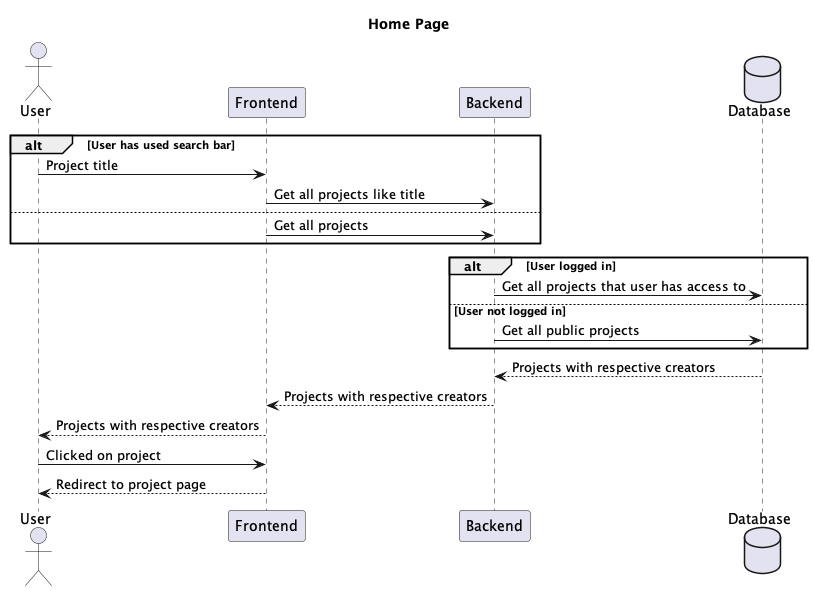 Home Page
User
Frontend
Backend
Database
alt
[User has used search bar]
Project title
Get all projects like title
Get all projects
alt
[User logged in]
Get all projects that user has access to
[User not logged in]
Get all public projects
Projects with respective creators
Projects with respective creators
Projects with respective creators
Clicked on project
Redirect to project page
User
Frontend
Backend
Database